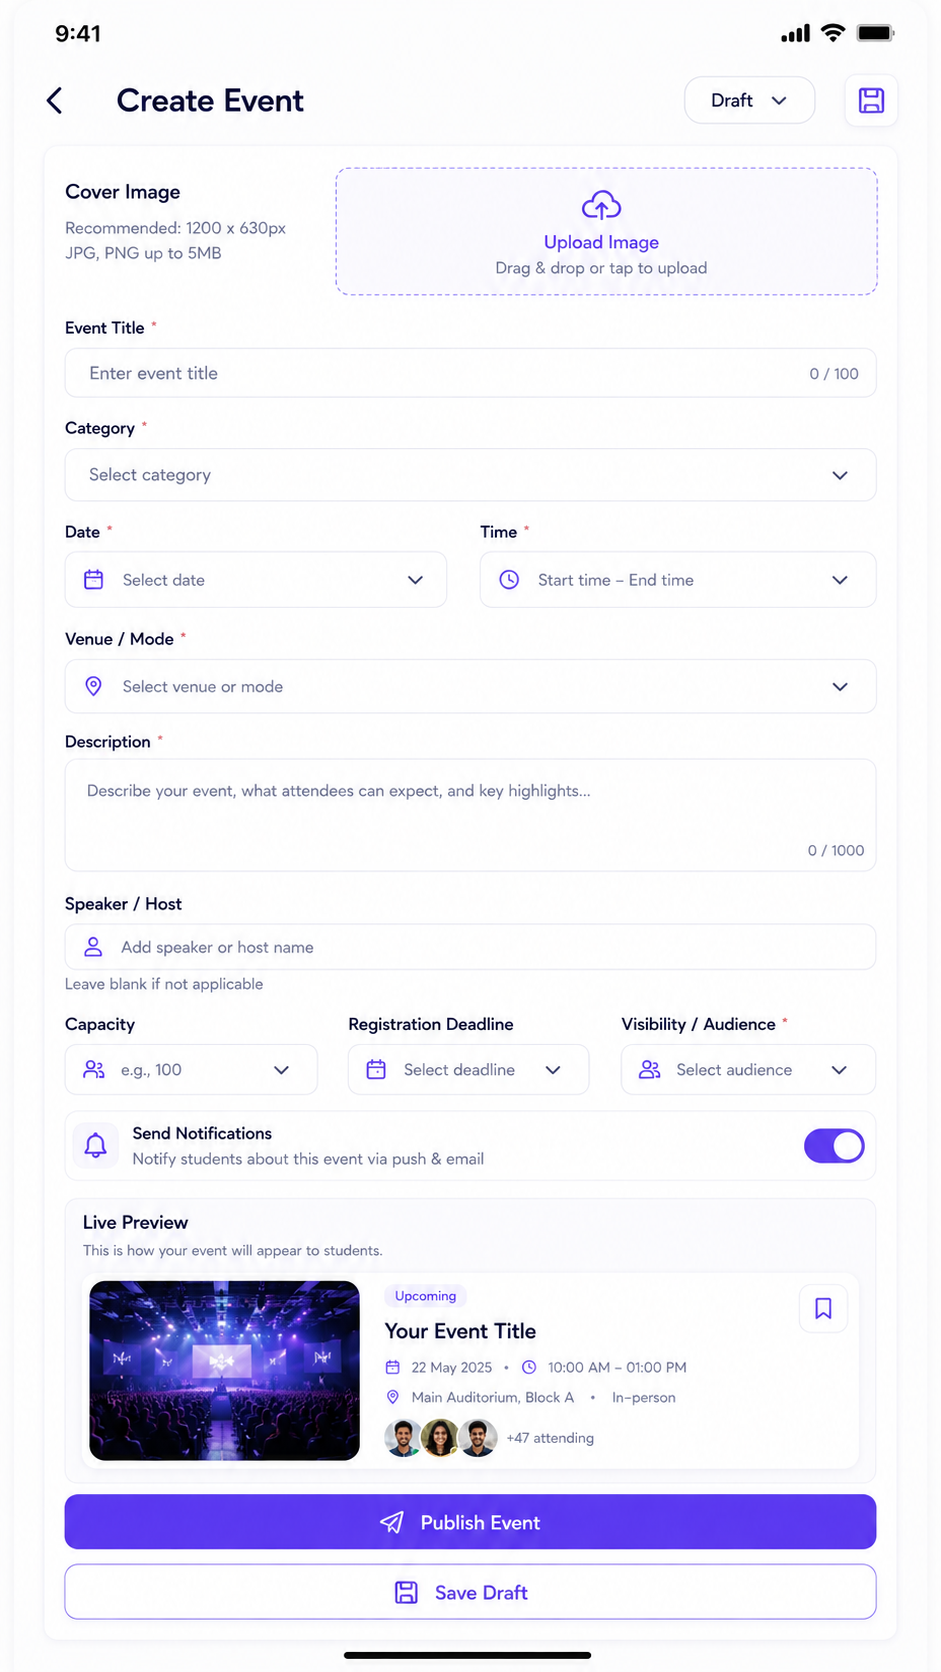 9:41
Create Event
Draft
Cover Image
Recommended: 1200 x 630px
JPG, PNG up to 5MB
Upload Image
Drag & drop or tap to upload
Event Title *
Enter event title
0 / 100
Category *
Select category
Date *
Time *
Select date
Start time – End time
Venue / Mode *
Select venue or mode
Description *
Describe your event, what attendees can expect, and key highlights...
0 / 1000
Speaker / Host
Add speaker or host name
Leave blank if not applicable
Capacity
Registration Deadline
Visibility / Audience *
e.g., 100
Select deadline
Select audience
Send Notifications
Notify students about this event via push & email
Live Preview
This is how your event will appear to students.
Upcoming
Your Event Title
22 May 2025 • 10:00 AM – 01:00 PM
Main Auditorium, Block A • In-person
+47 attending
Publish Event
Save Draft